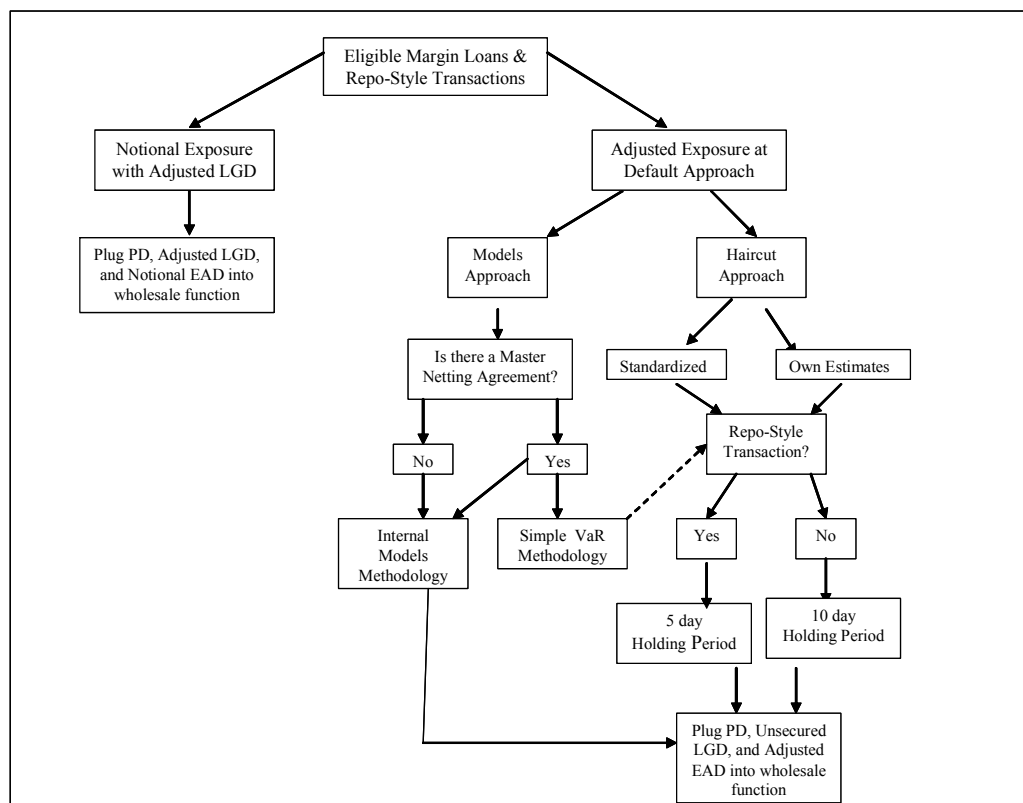 Eligible Margin Loans &
Repo-Style Transactions
Notional Exposure
with Adjusted LGD
Adjusted Exposure at
Default Approach
Plug PD, Adjusted LGD,
and Notional EAD into
wholesale function
Models
Approach
Haircut
Approach
Is there a Master
Netting Agreement?
Standardized
Own Estimates
Repo-Style
Transaction?
No
Yes
Internal
Models
Methodology
Simple VaR
Methodology
Yes
No
5 day
Holding Period
10 day
Holding Period
Plug PD, Unsecured
LGD, and Adjusted
EAD into wholesale
function